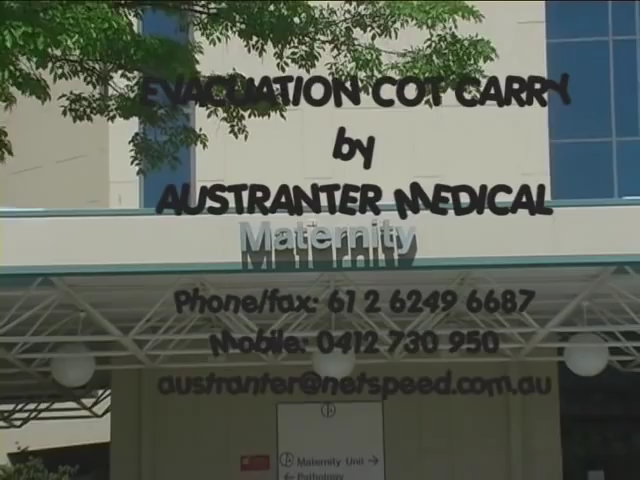 EVACUATION COT CARRY
by
AUSTRANTER MEDICAL
Maternity
Phone/fax: 61 2 6249 6687
Mobile: 0412 730 950
austranter@netspeed.com.au
Maternity Unit →
← Pathology